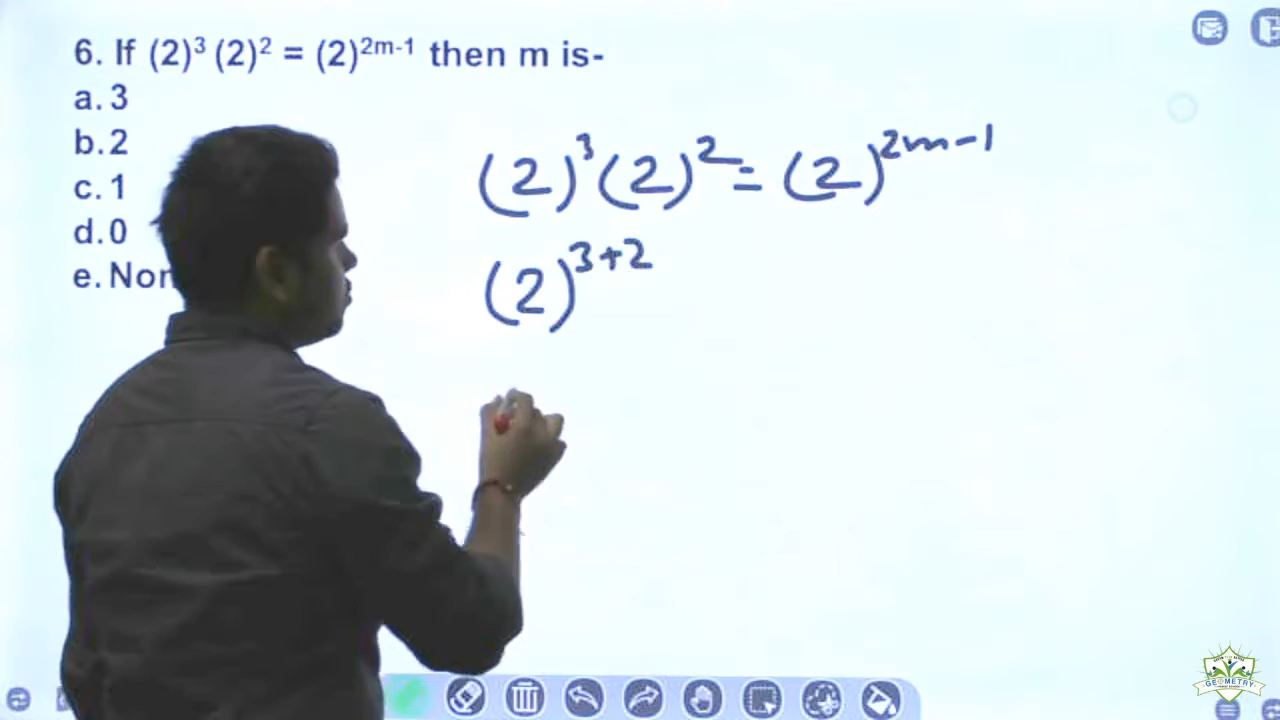 6. If (2)³ (2)² = (2)²ᵐ⁻¹ then m is-
a. 3
b. 2
c. 1
d. 0
e.
(2)³(2)² = (2)²ᵐ⁻¹
(2)³⁺²
GEOMETRY